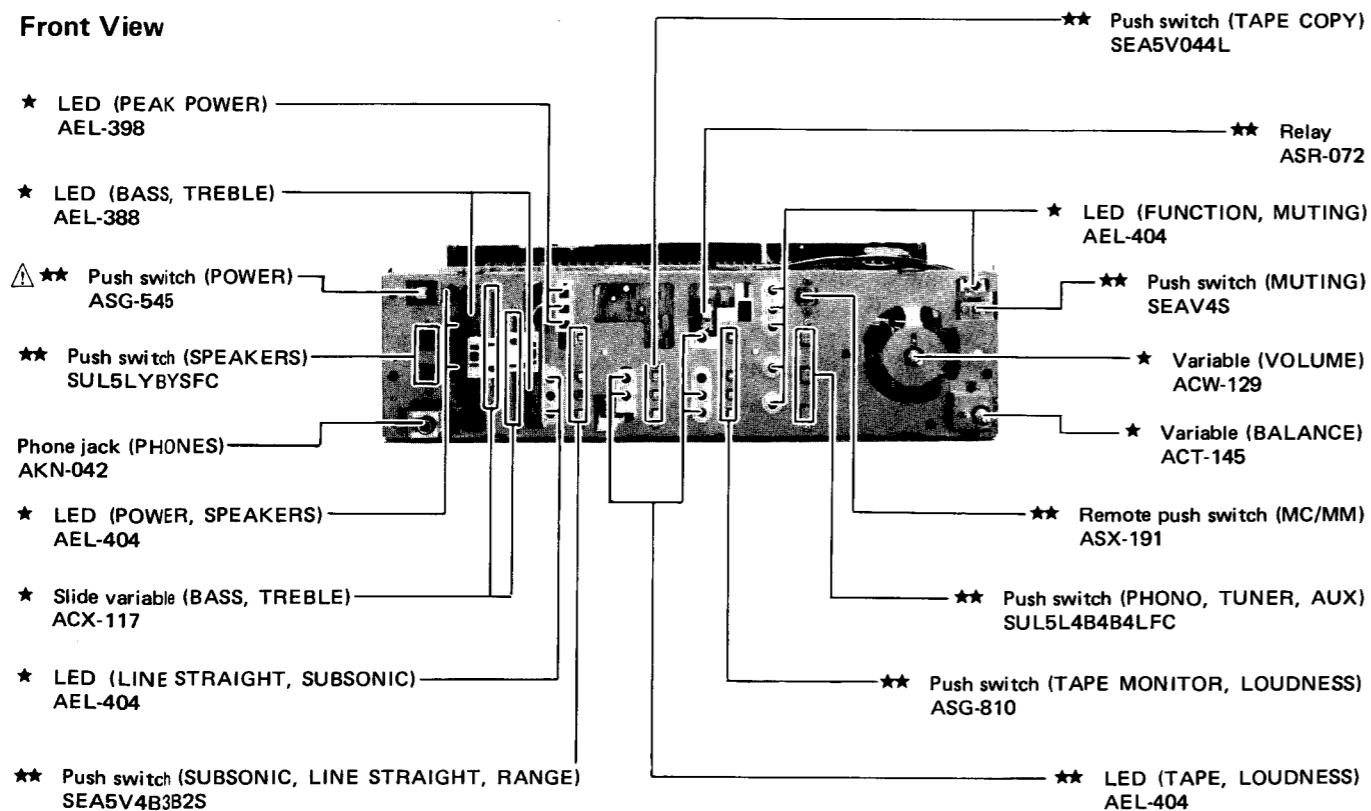 Front View
★ LED (PEAK POWER)
AEL-398
★ LED (BASS, TREBLE)
AEL-388
⚠ ★★ Push switch (POWER)
ASG-545
★★ Push switch (SPEAKERS)
SUL5LYBYSFC
Phone jack (PHONES)
AKN-042
★ LED (POWER, SPEAKERS)
AEL-404
★ Slide variable (BASS, TREBLE)
ACX-117
★ LED (LINE STRAIGHT, SUBSONIC)
AEL-404
★★ Push switch (SUBSONIC, LINE STRAIGHT, RANGE)
SEA5V4B3B2S
★★ Push switch (TAPE COPY)
SEA5V044L
★★ Relay
ASR-072
★ LED (FUNCTION, MUTING)
AEL-404
★★ Push switch (MUTING)
SEAV4S
★ Variable (VOLUME)
ACW-129
★ Variable (BALANCE)
ACT-145
★★ Remote push switch (MC/MM)
ASX-191
★★ Push switch (PHONO, TUNER, AUX)
SUL5L4B4B4LFC
★★ Push switch (TAPE MONITOR, LOUDNESS)
ASG-810
★★ LED (TAPE, LOUDNESS)
AEL-404